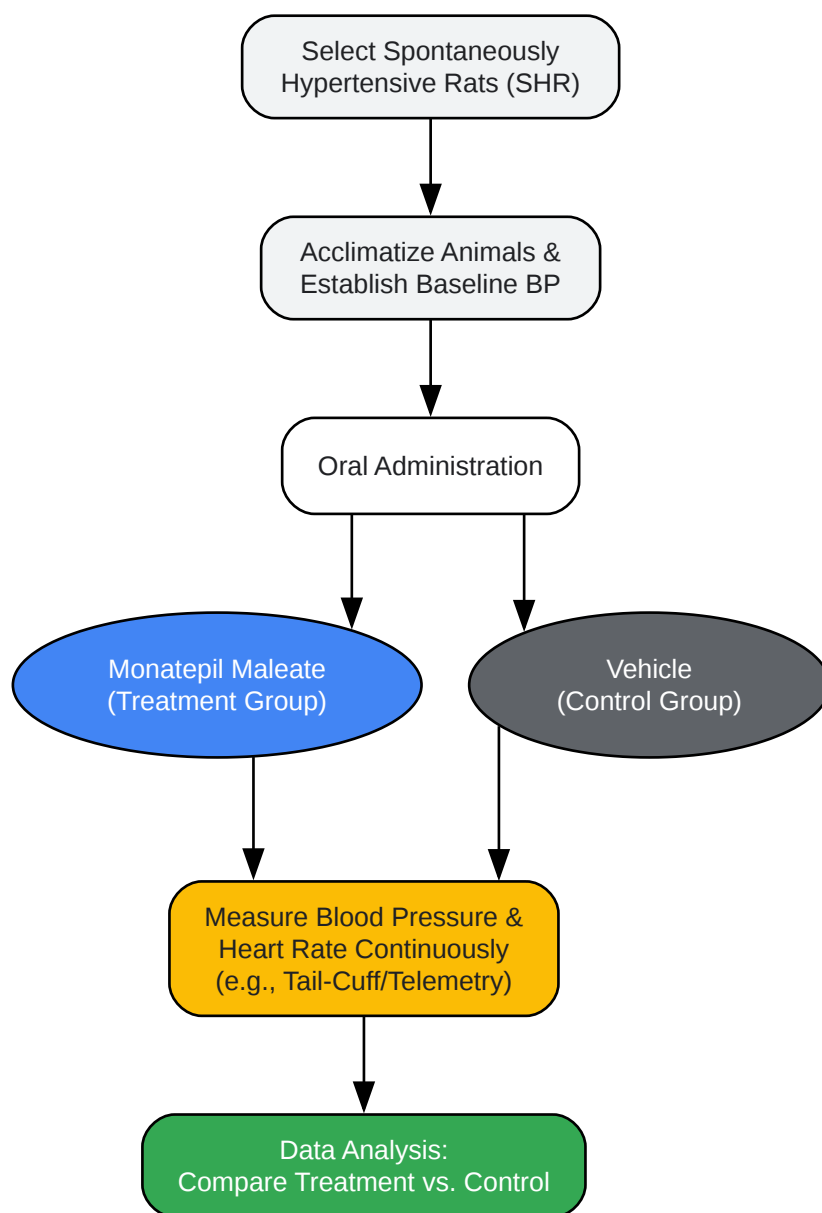 Select Spontaneously
Hypertensive Rats (SHR)
Acclimatize Animals &
Establish Baseline BP
Oral Administration
Monatepil Maleate
(Treatment Group)
Vehicle
(Control Group)
Measure Blood Pressure &
Heart Rate Continuously
(e.g., Tail-Cuff/Telemetry)
Data Analysis:
Compare Treatment vs. Control